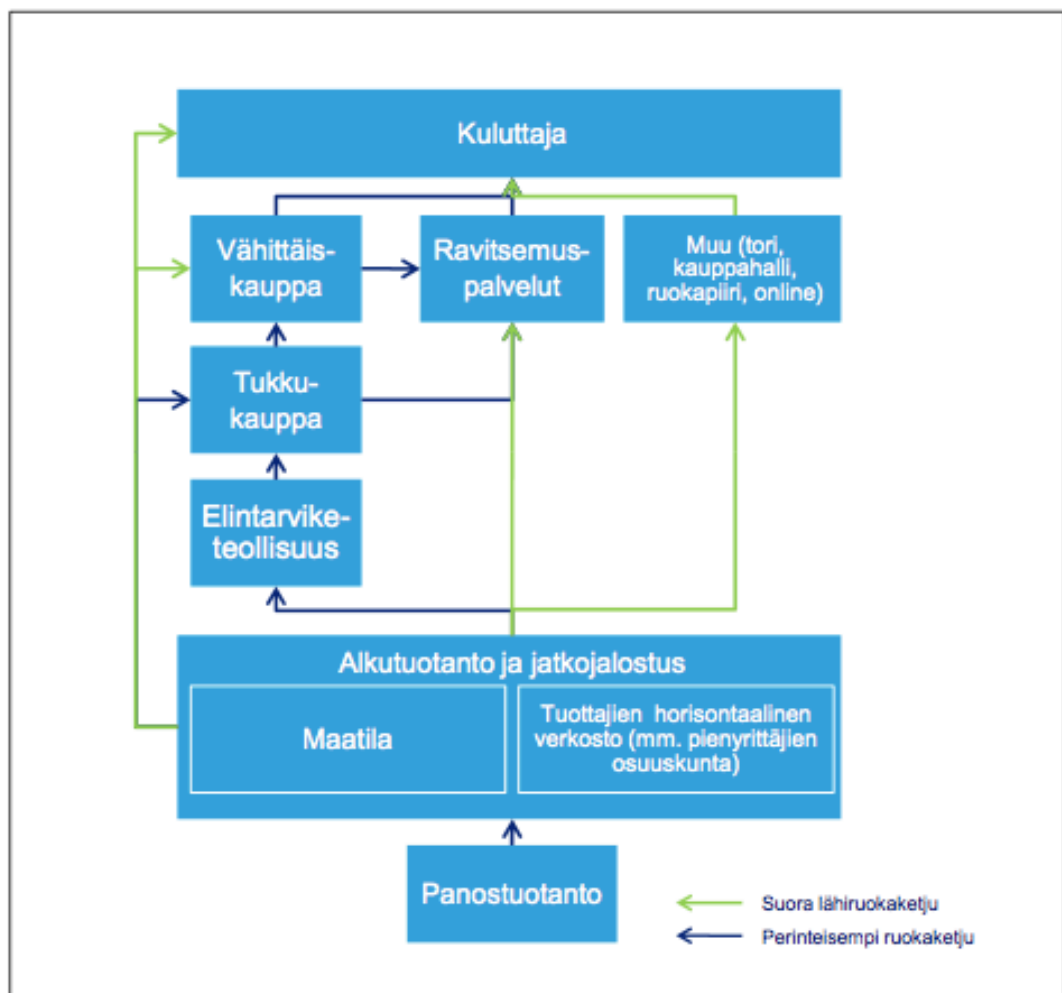 Kuluttaja
Vähittäis-
kauppa
Ravitsemus-
palvelut
Muu (tori,
kauppahalli,
ruokapiiri, online)
Tukku-
kauppa
Elintarvike-
teollisuus
Alkutuotanto ja jatkojalostus
Maatila
Tuottajien horisontaalinen
verkosto (mm. pienyrittäjien
osuuskunta)
Panostuotanto
Suora lähiruokaketju
Perinteisempi ruokaketju